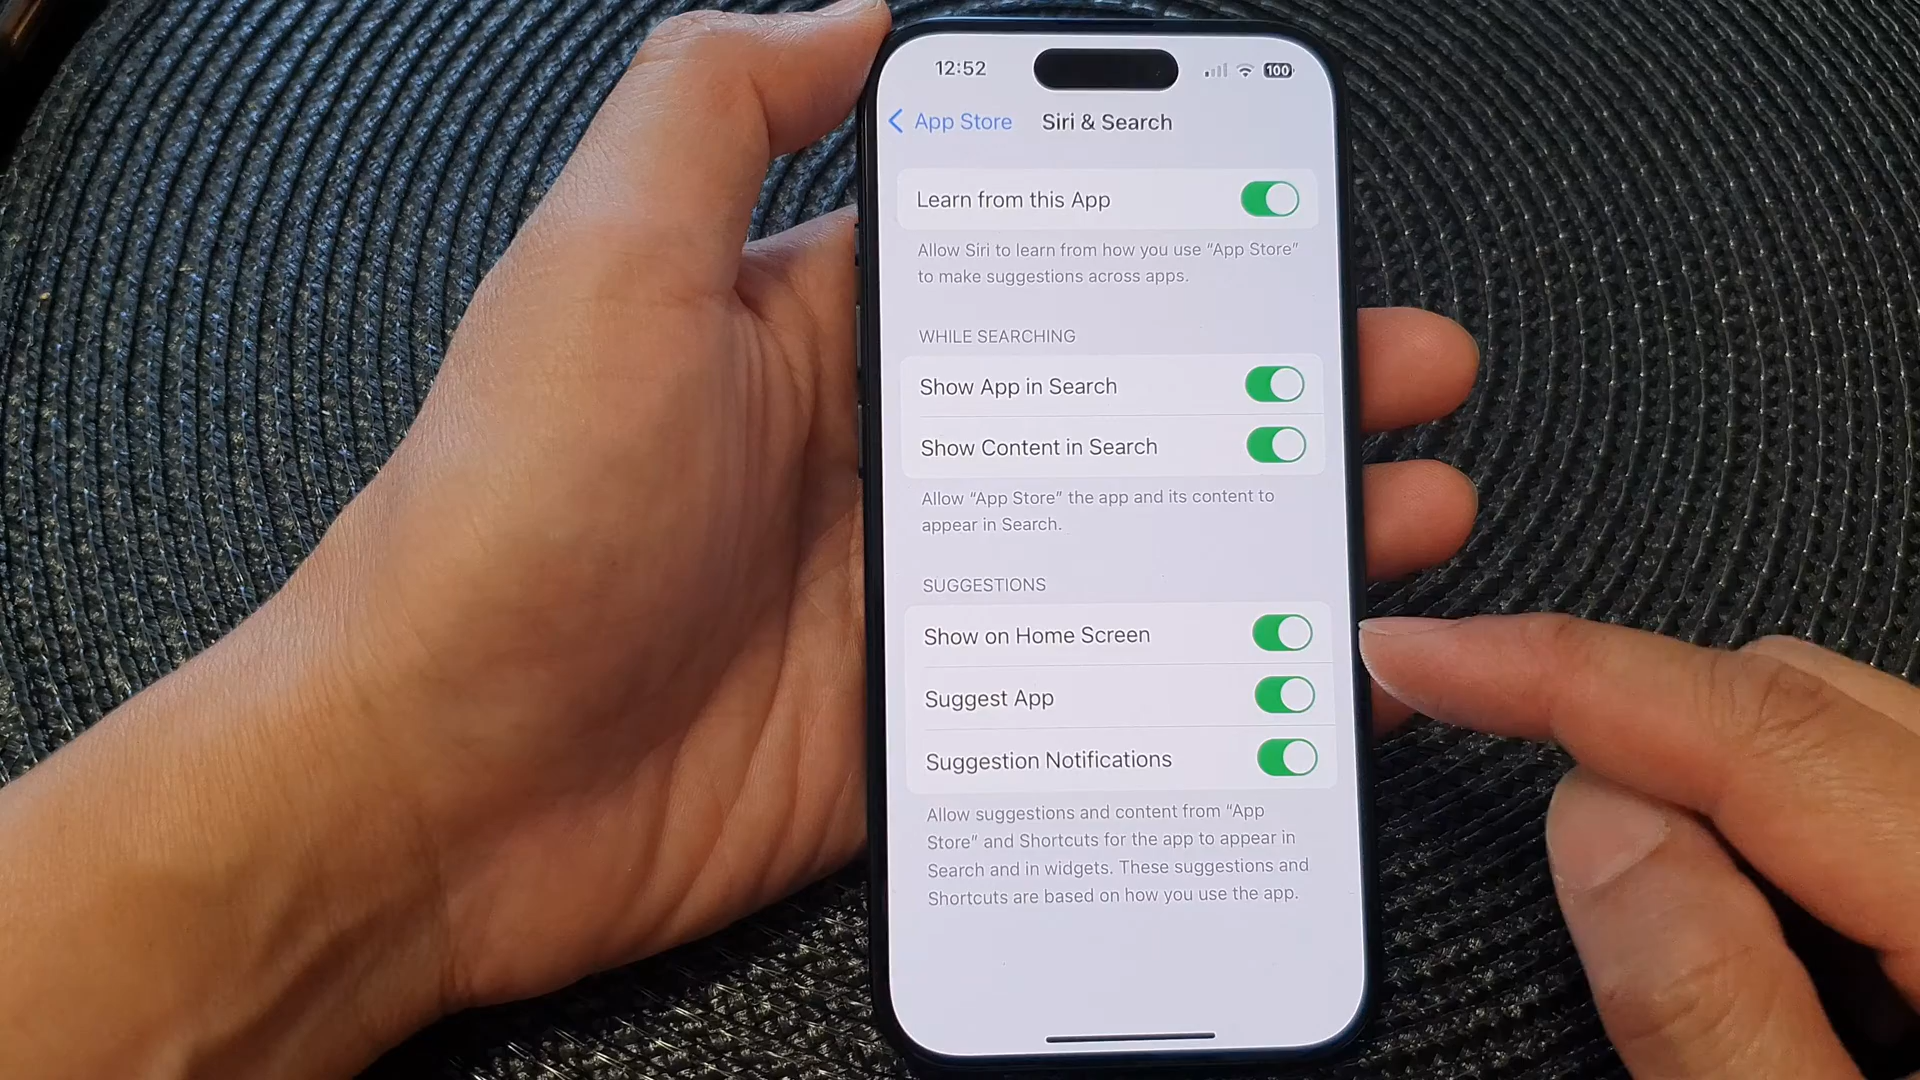 12:52
100
App Store
Siri & Search
Learn from this App
Allow Siri to learn from how you use “App Store”
to make suggestions across apps.
WHILE SEARCHING
Show App in Search
Show Content in Search
Allow “App Store” the app and its content to
appear in Search.
SUGGESTIONS
Show on Home Screen
Suggest App
Suggestion Notifications
Allow suggestions and content from “App
Store” and Shortcuts for the app to appear in
Search and in widgets. These suggestions and
Shortcuts are based on how you use the app.